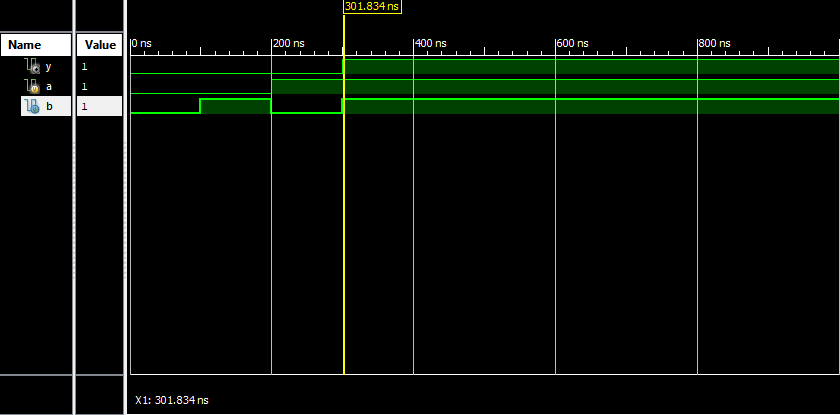 301.834 ns
Name Value 0 ns 200 ns 400 ns 600 ns 800 ns
y 1
a 1
b 1
X1: 301.834 ns